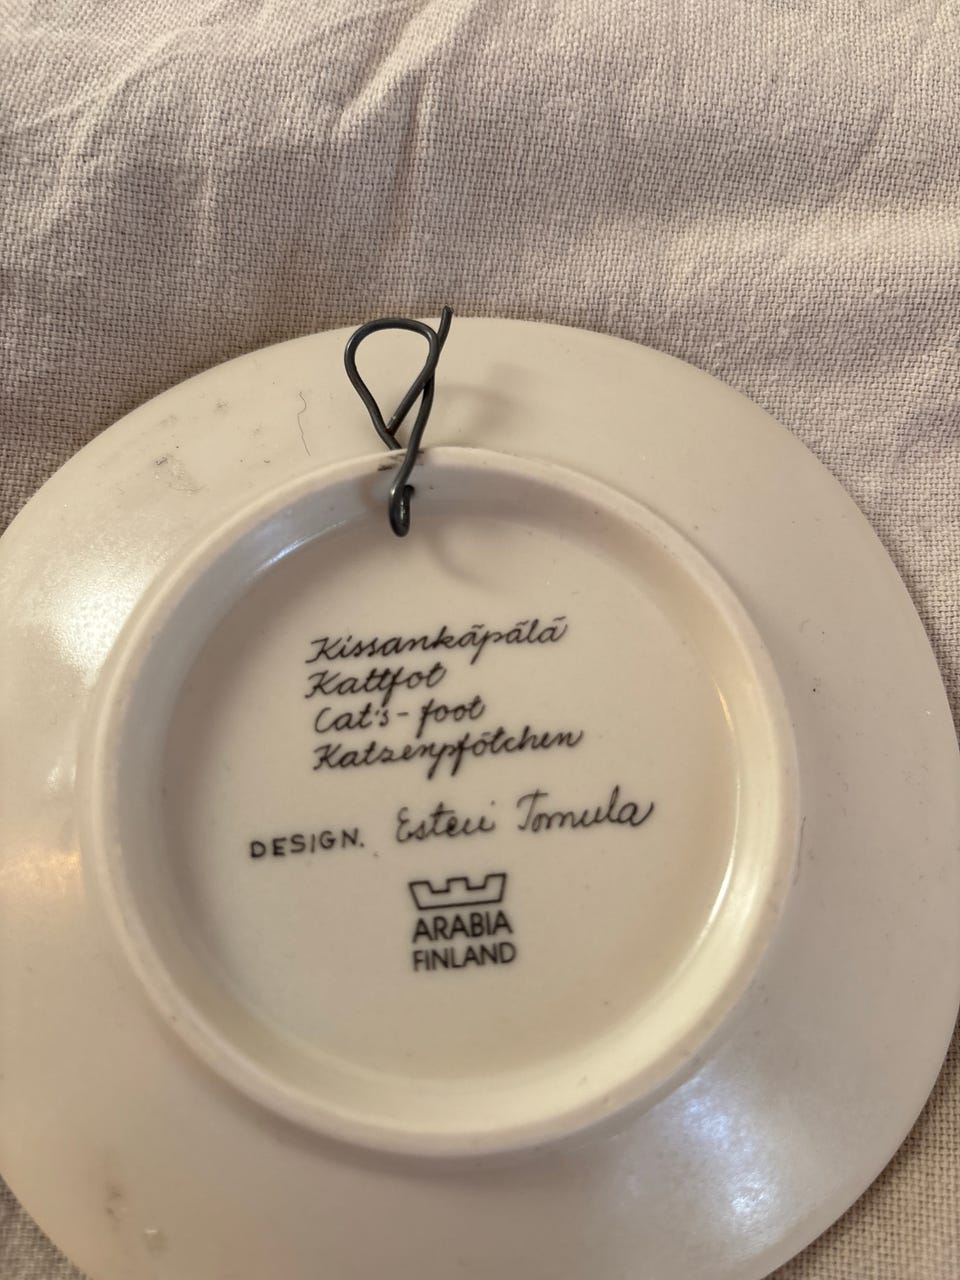 Kissankäpälä
Kattfot
Cat's-foot
Katzenpfötchen
DESIGN. Esteri Tomula
ARABIA
FINLAND